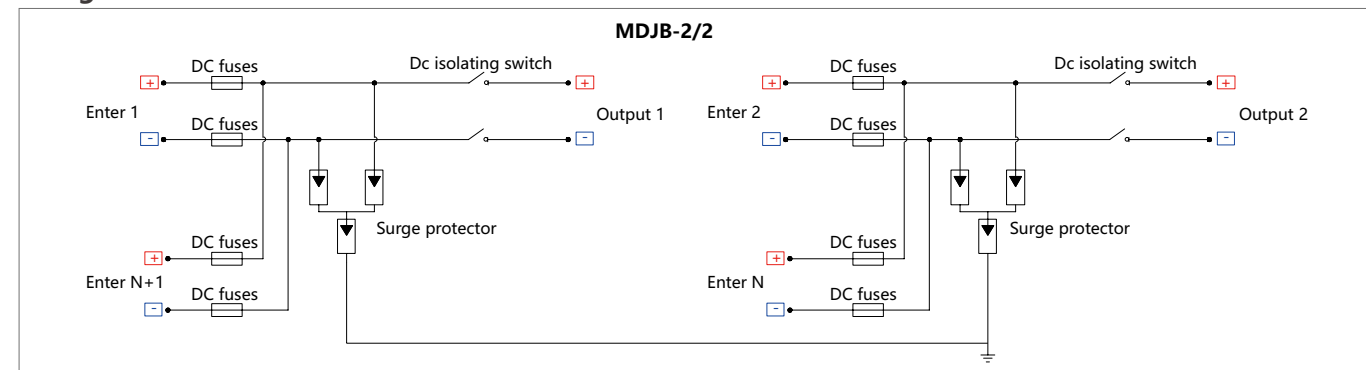 MDJB-2/2
DC fuses
Dc isolating switch
+
+
Enter 1
Output 1
DC fuses
-
-
Surge protector
DC fuses
+
Enter N+1
DC fuses
-
DC fuses
Dc isolating switch
+
+
Enter 2
Output 2
DC fuses
-
-
Surge protector
DC fuses
+
Enter N
DC fuses
-